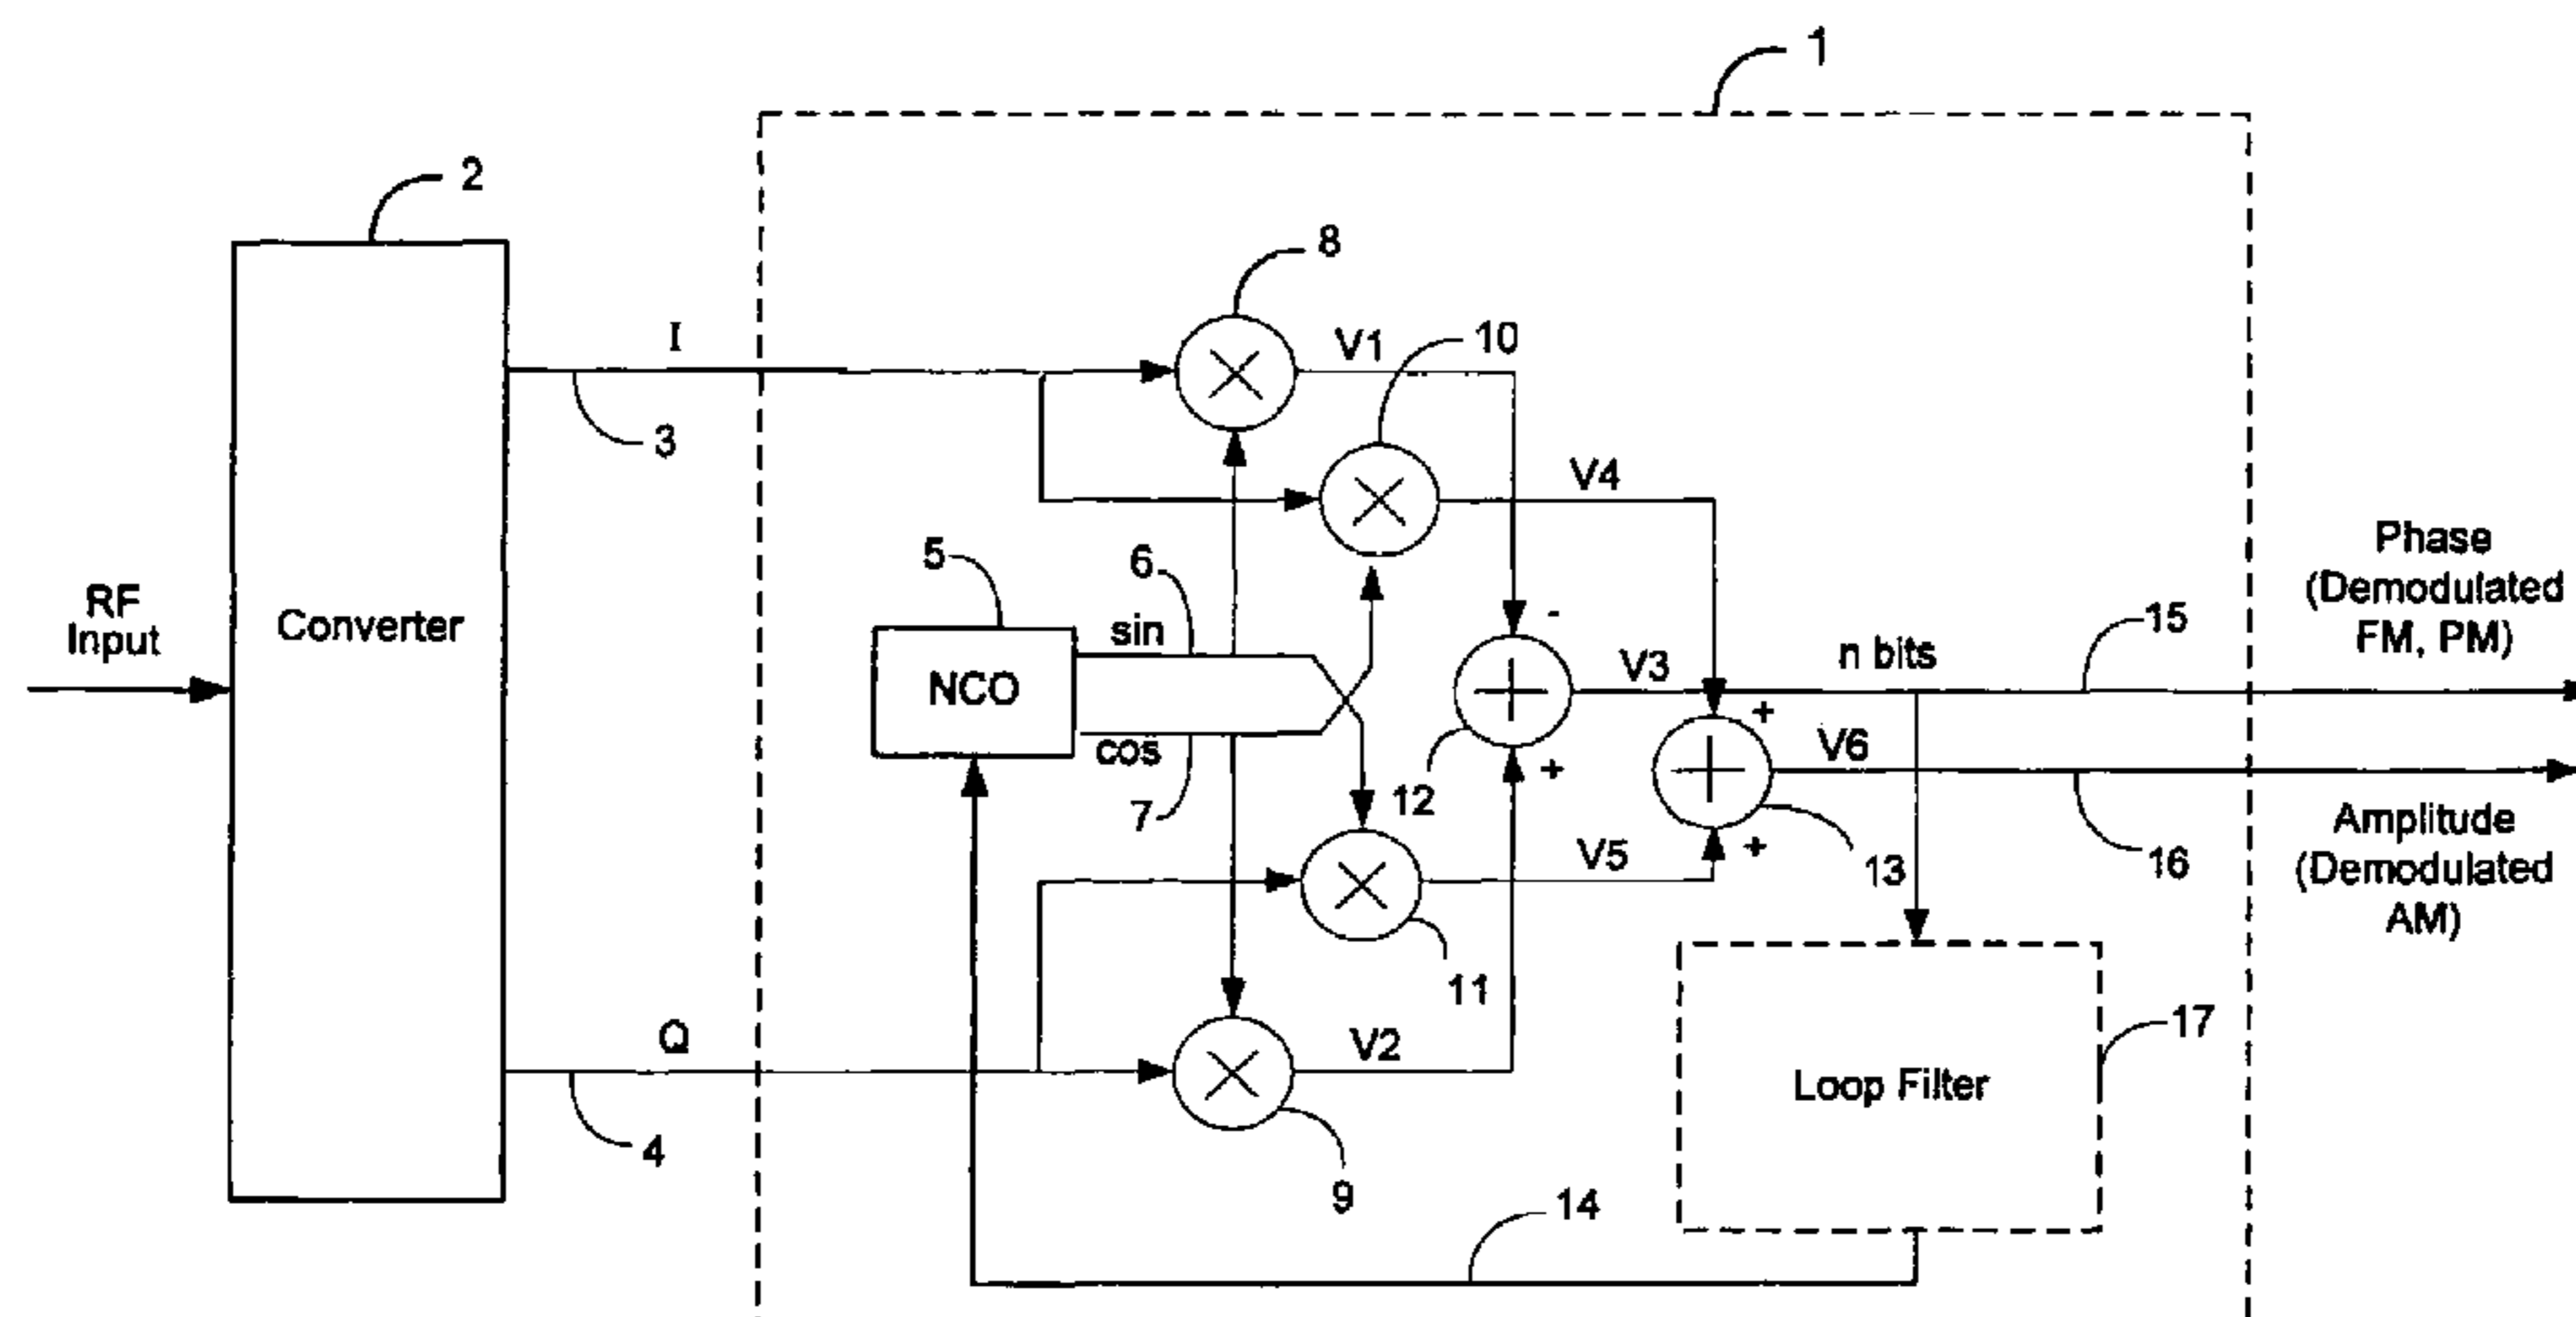 1
2
8
I
V1
10
3
V4
RF
Input
Converter
5
6
sin
NCO
cos
7
-
V3
n bits
15
Phase
(Demodulated
FM, PM)
+
12
+
V6
+
13
16
Amplitude
(Demodulated
AM)
V5
11
Q
V2
17
Loop Filter
4
9
14